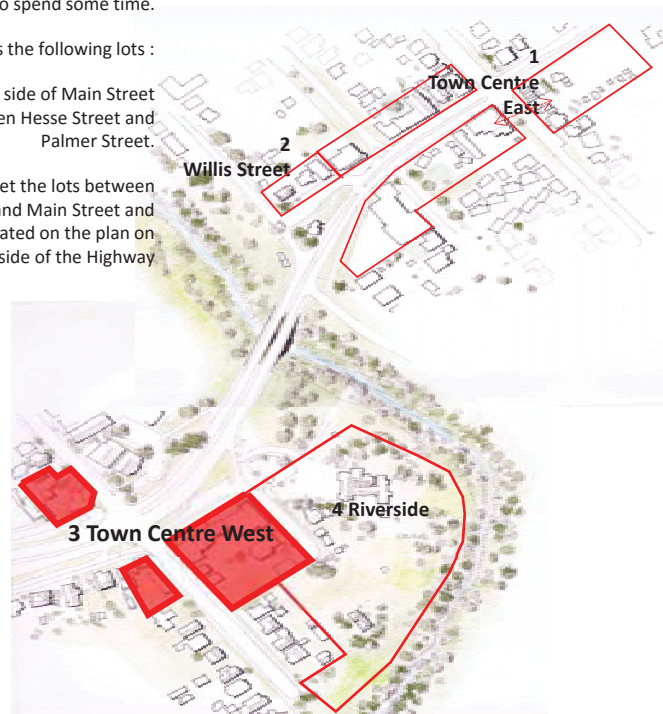 o spend some time.
s the following lots :
side of Main Street
en Hesse Street and
Palmer Street.
et the lots between
and Main Street and
ated on the plan on
side of the Highway
1
Town Centre
East
2
Willis Street
3 Town Centre West
4 Riverside